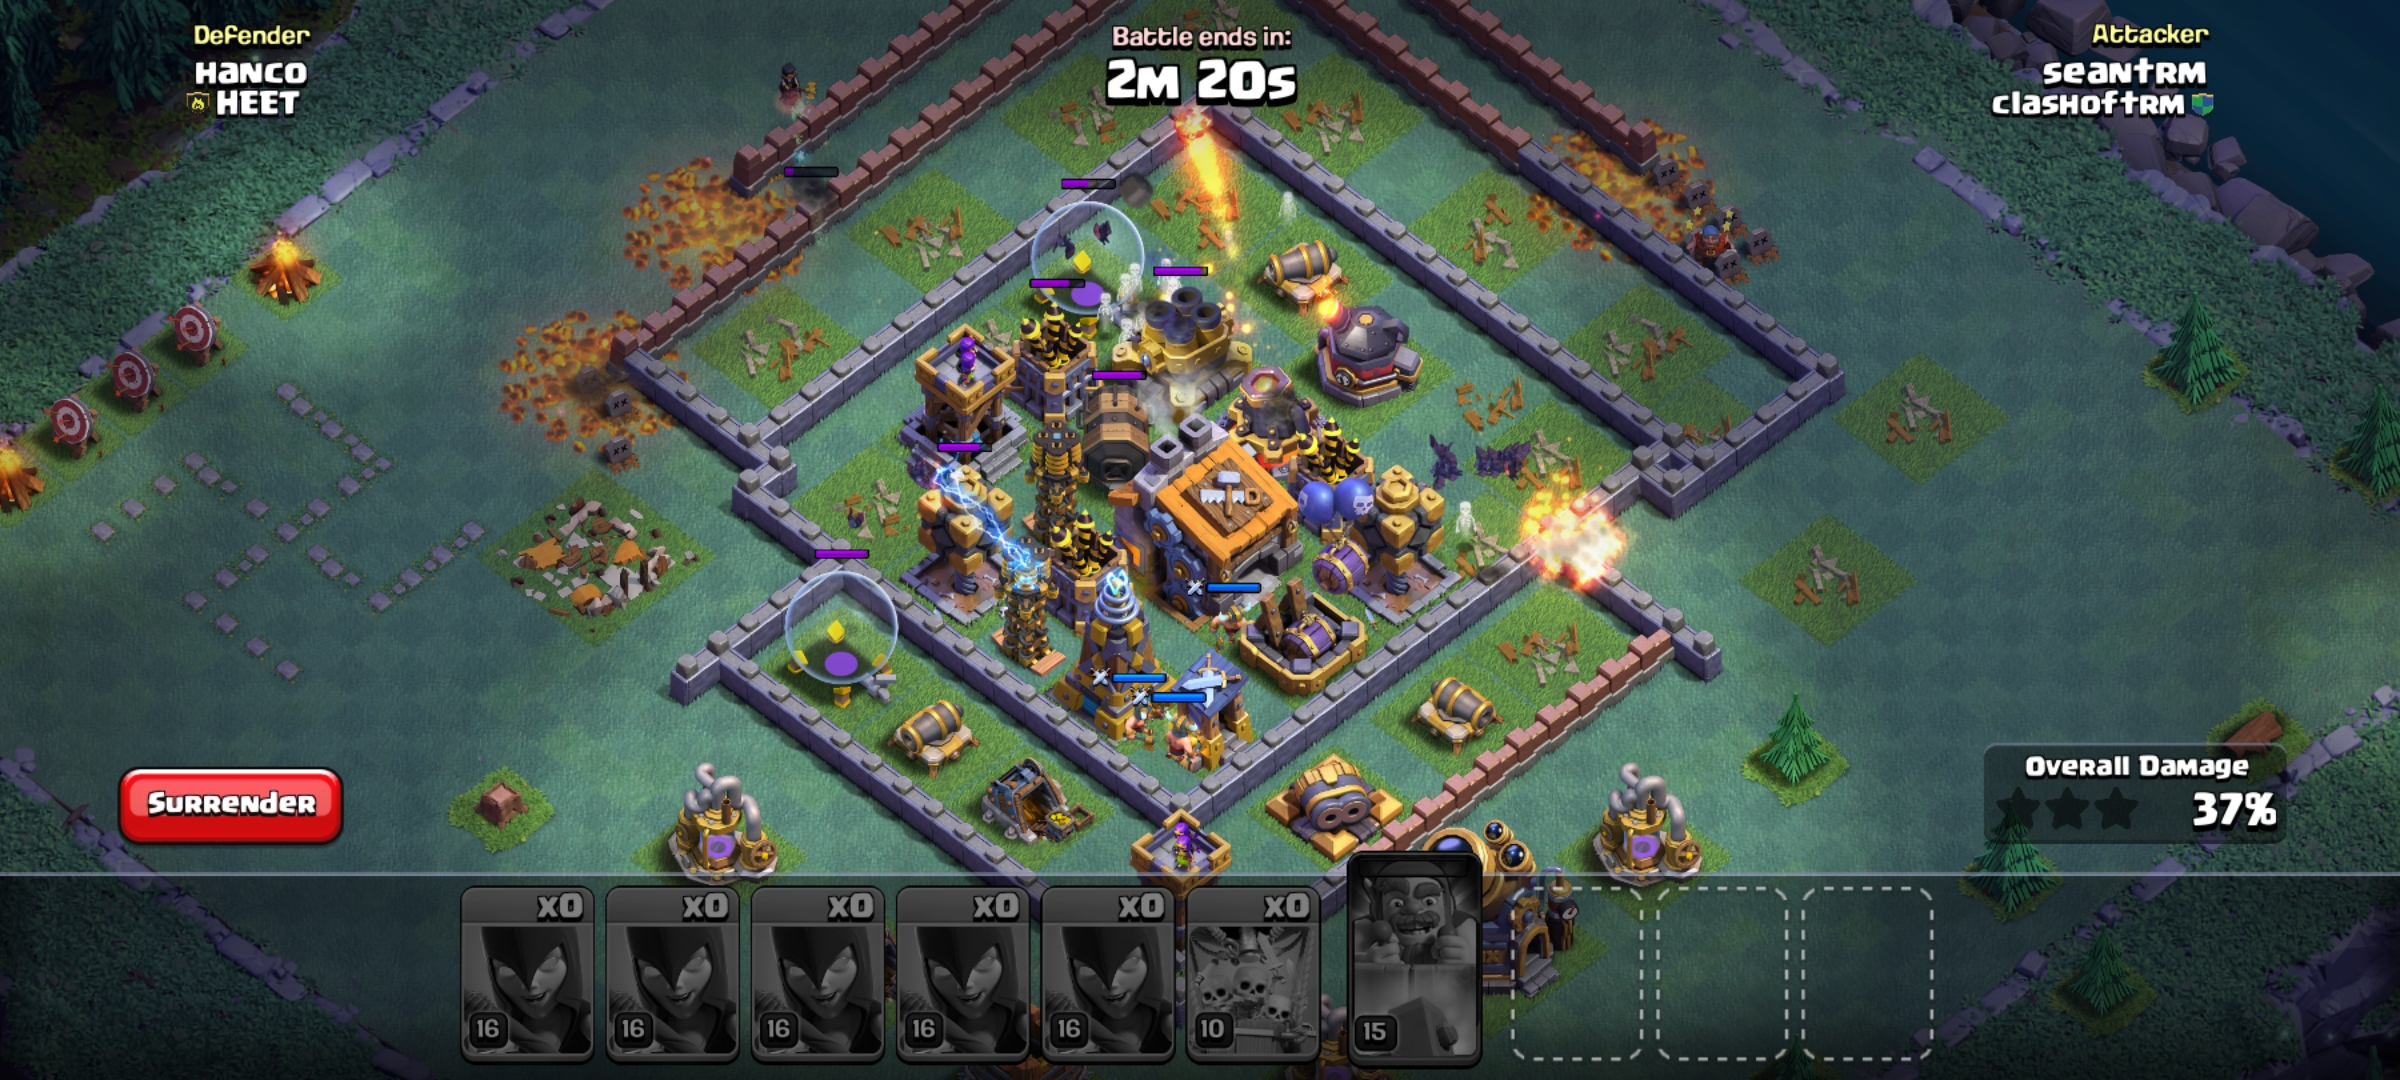 Defender
HANCO
HEET
Battle ends in:
2M 20s
Attacker
seantRM
clashoftRM
Surrender
Overall Damage
37%
x0
x0
x0
x0
x0
x0
16
16
16
16
16
10
15